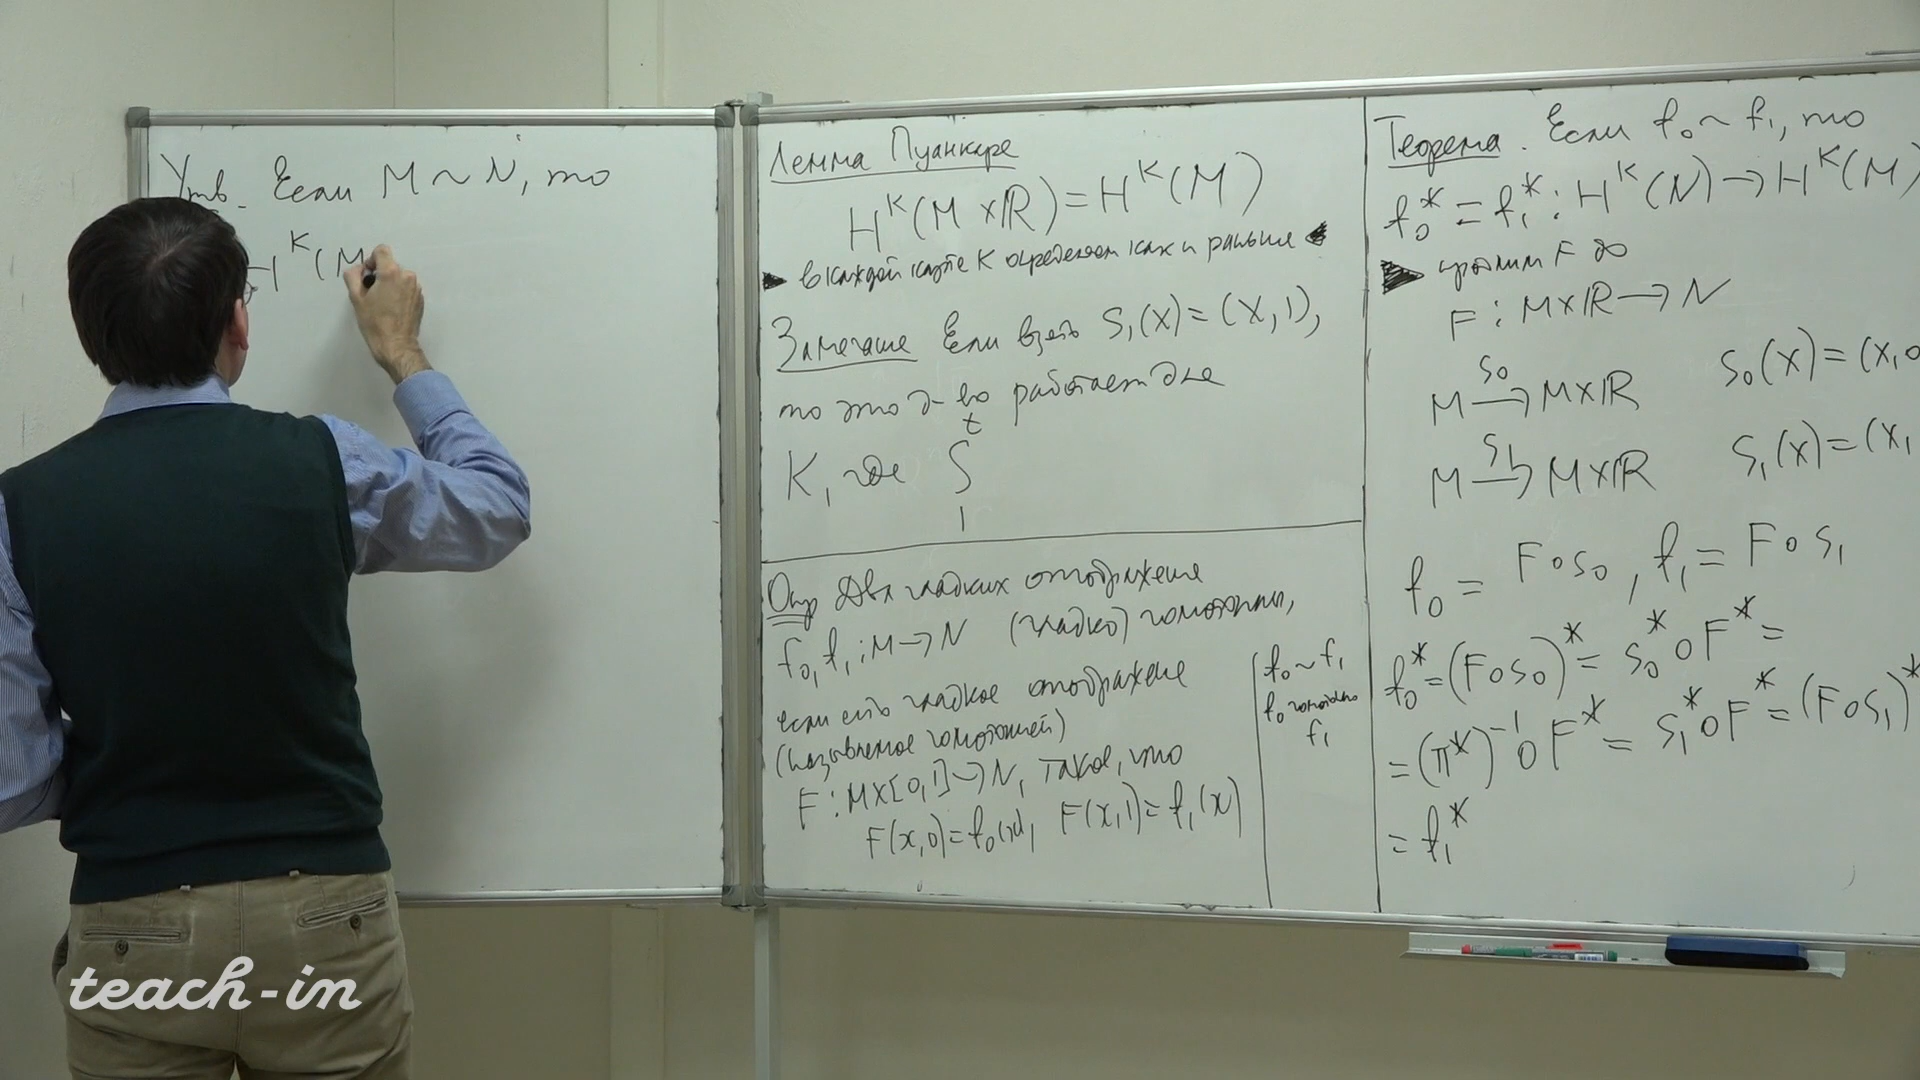 Утв. Если M ~ N, то
H^K(M
Лемма Пуанкаре
H^K(M×ℝ)=H^K(M)
в каждой карте K определяем как и раньше
Замечание Если взять S₁(x)=(x,1),
то это д-во работает для
K, где ∫₁ᵗ
Опр Два гладких отображения
f₀,f₁:M→N (гладко) гомотопны,
если есть гладкое отображение
(называемое гомотопией)
F:M×[0,1]→N, такое, что
F(x,0)=f₀(x), F(x,1)=f₁(x)
f₀~f₁
f₀ гомотопно
f₁
Теорема. Если f₀~f₁, то
f₀*=f₁*:H^K(N)→H^K(M)
F ∞
F:M×ℝ→N
M →(S₀) M×ℝ S₀(x)=(x,0
M →(S₁) M×ℝ S₁(x)=(x,
f₀=F∘S₀, f₁=F∘S₁
f₀*=(F∘S₀)*=S₀*∘F*=
=(π*)⁻¹∘F*=S₁*∘F*=(F∘S₁)*
=f₁*
teach-in